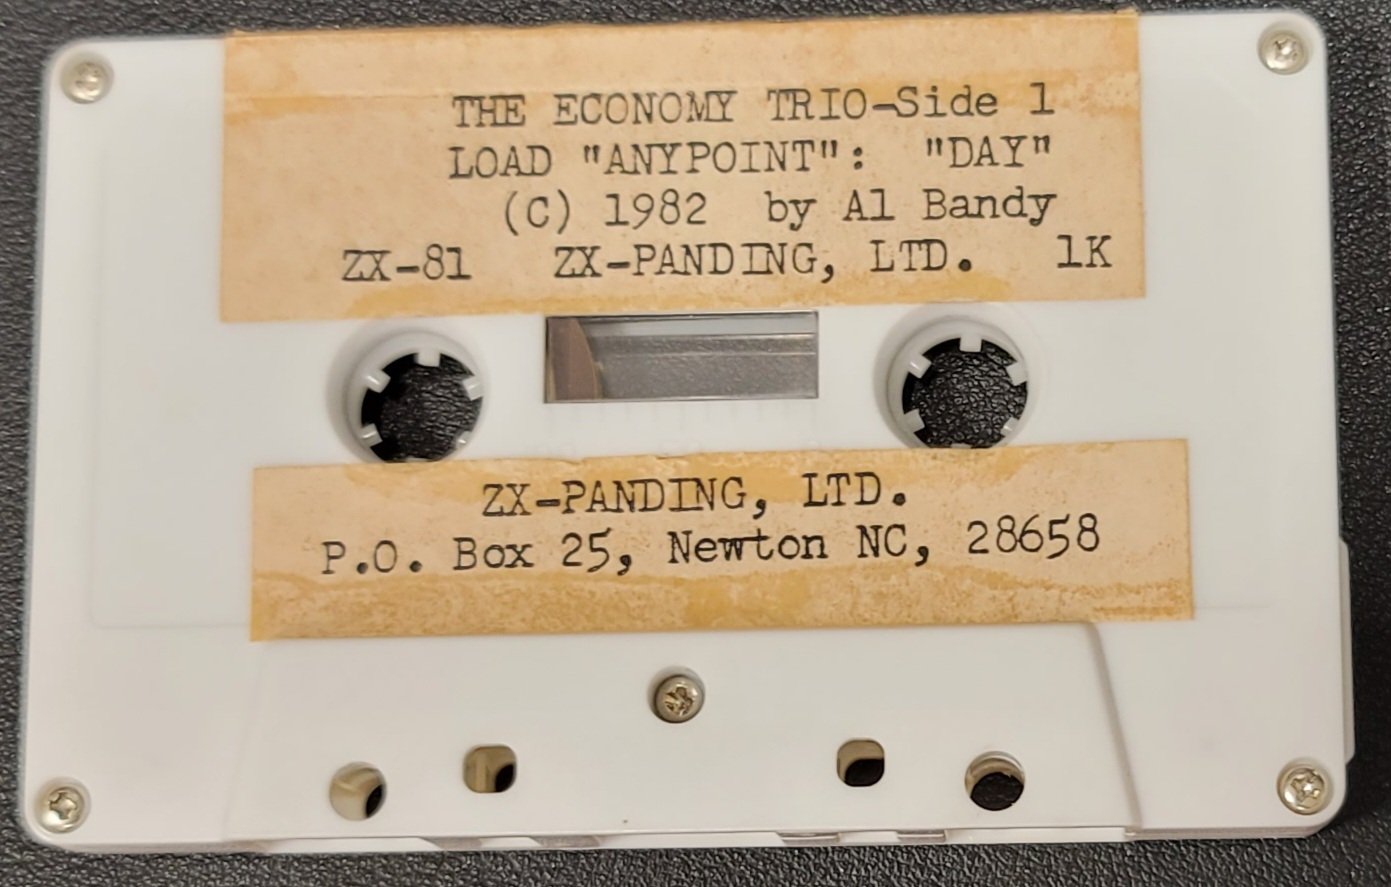 THE ECONOMY TRIO-Side 1
LOAD "ANYPOINT": "DAY"
(C) 1982 by Al Bandy
ZX-81 ZX-PANDING, LTD. 1K
ZX-PANDING, LTD.
P.O. Box 25, Newton NC, 28658